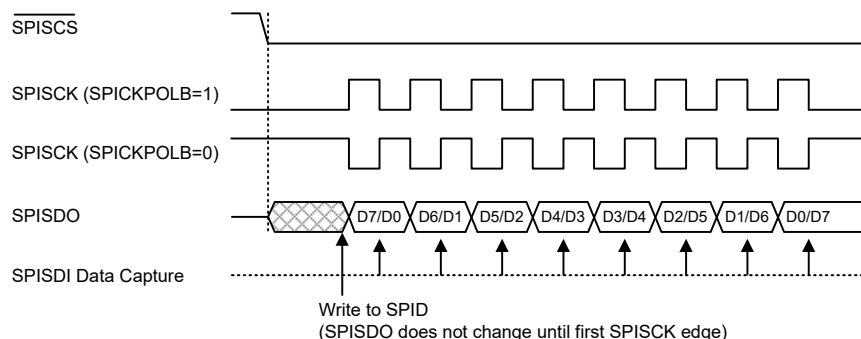 SPISCS
SPISCK (SPICKPOLB=1)
SPISCK (SPICKPOLB=0)
SPISDO
D7/D0 D6/D1 D5/D2 D4/D3 D3/D4 D2/D5 D1/D6 D0/D7
SPISDI Data Capture
Write to SPID
(SPISDO does not change until first SPISCK edge)